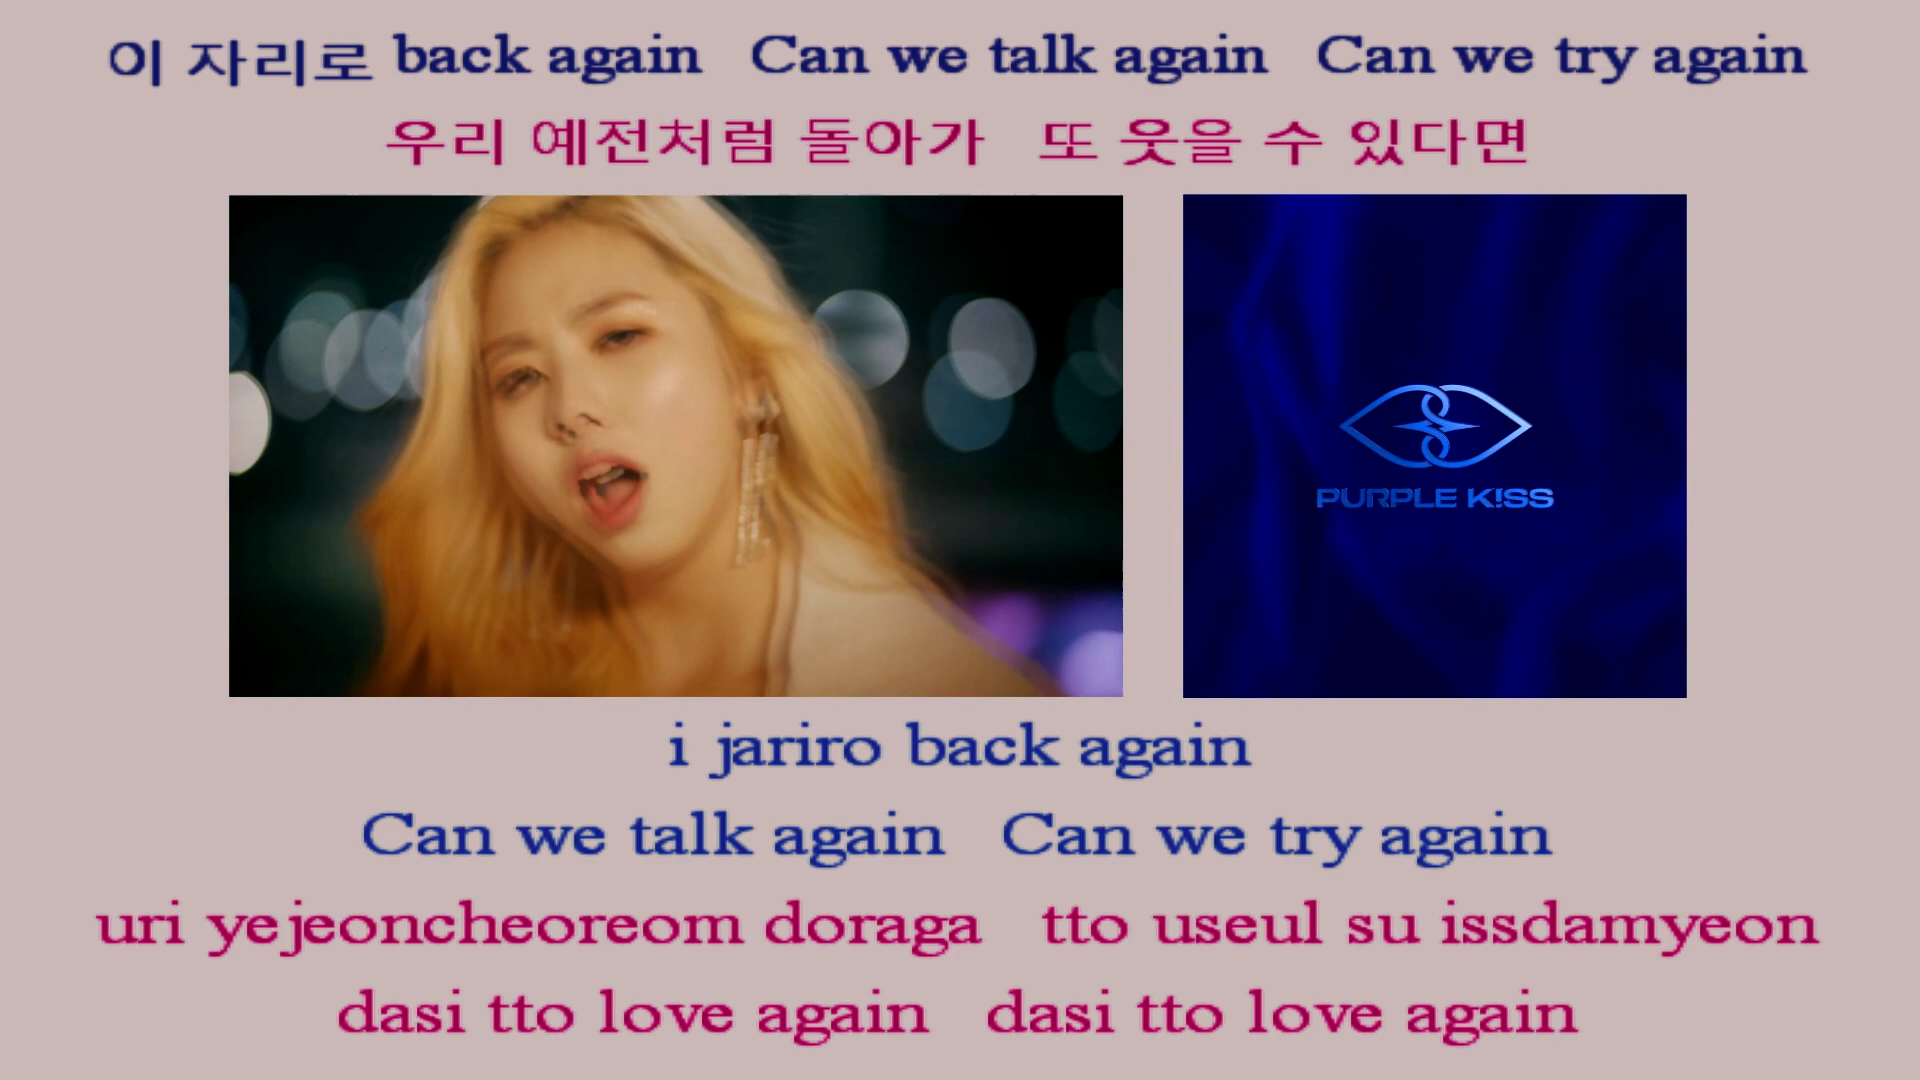 이 자리로 back again Can we talk again Can we try again
우리 예전처럼 돌아가 또 웃을 수 있다면
PURPLE K!SS
i jariro back again
Can we talk again Can we try again
uri yejeoncheoreom doraga tto useul su issdamyeon
dasi tto love again dasi tto love again